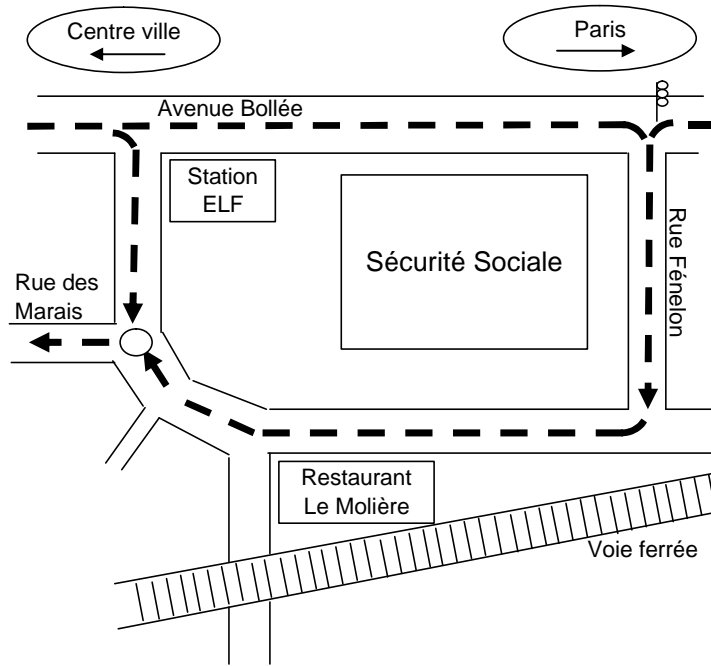 Centre ville
Paris
Avenue Bollée
Station
ELF
Sécurité Sociale
Rue Fénelon
Rue des
Marais
Restaurant
Le Molière
Voie ferrée